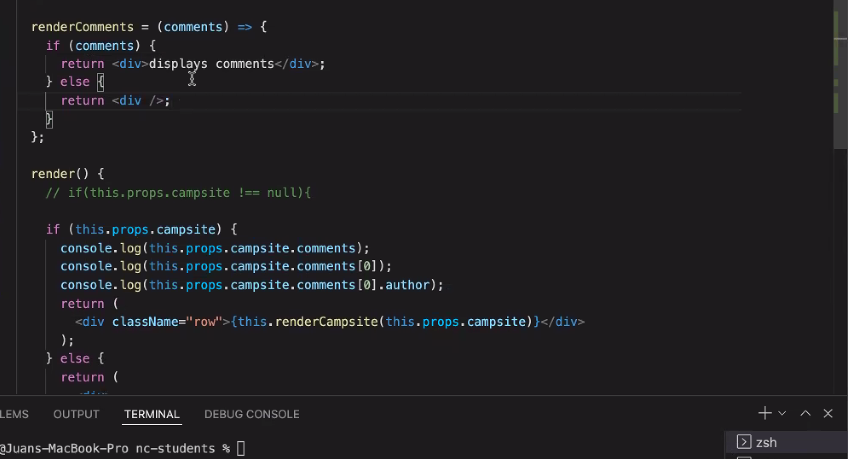 renderComments = (comments) => {
if (comments) {
return <div>displays comments</div>;
} else {
return <div />;
}
};
render() {
// if(this.props.campsite !== null){
if (this.props.campsite) {
console.log(this.props.campsite.comments);
console.log(this.props.campsite.comments[0]);
console.log(this.props.campsite.comments[0].author);
return (
<div className="row">{this.renderCampsite(this.props.campsite)}</div>
);
} else {
return (
<div>
LEMS OUTPUT TERMINAL DEBUG CONSOLE
@Juans-MacBook-Pro nc-students %
zsh